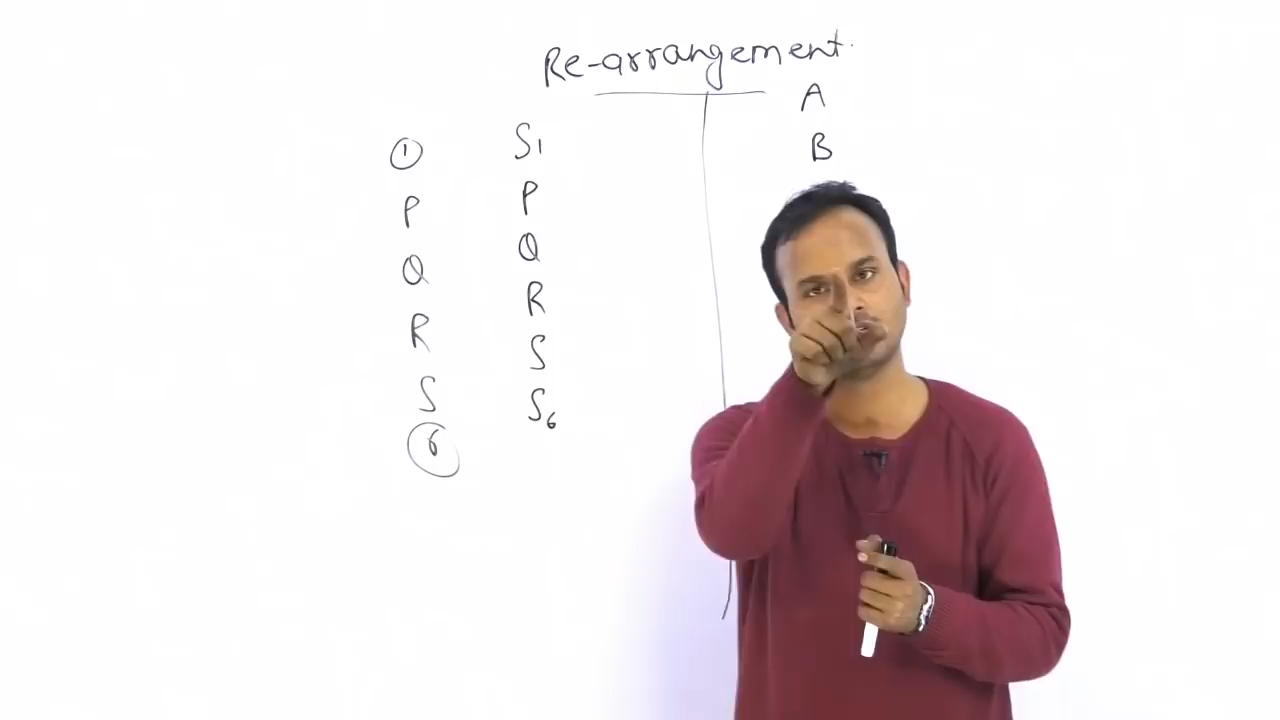 Re-arrangement.
① S₁
P P
Q Q
R R
S S
⑥ S₆
A
B